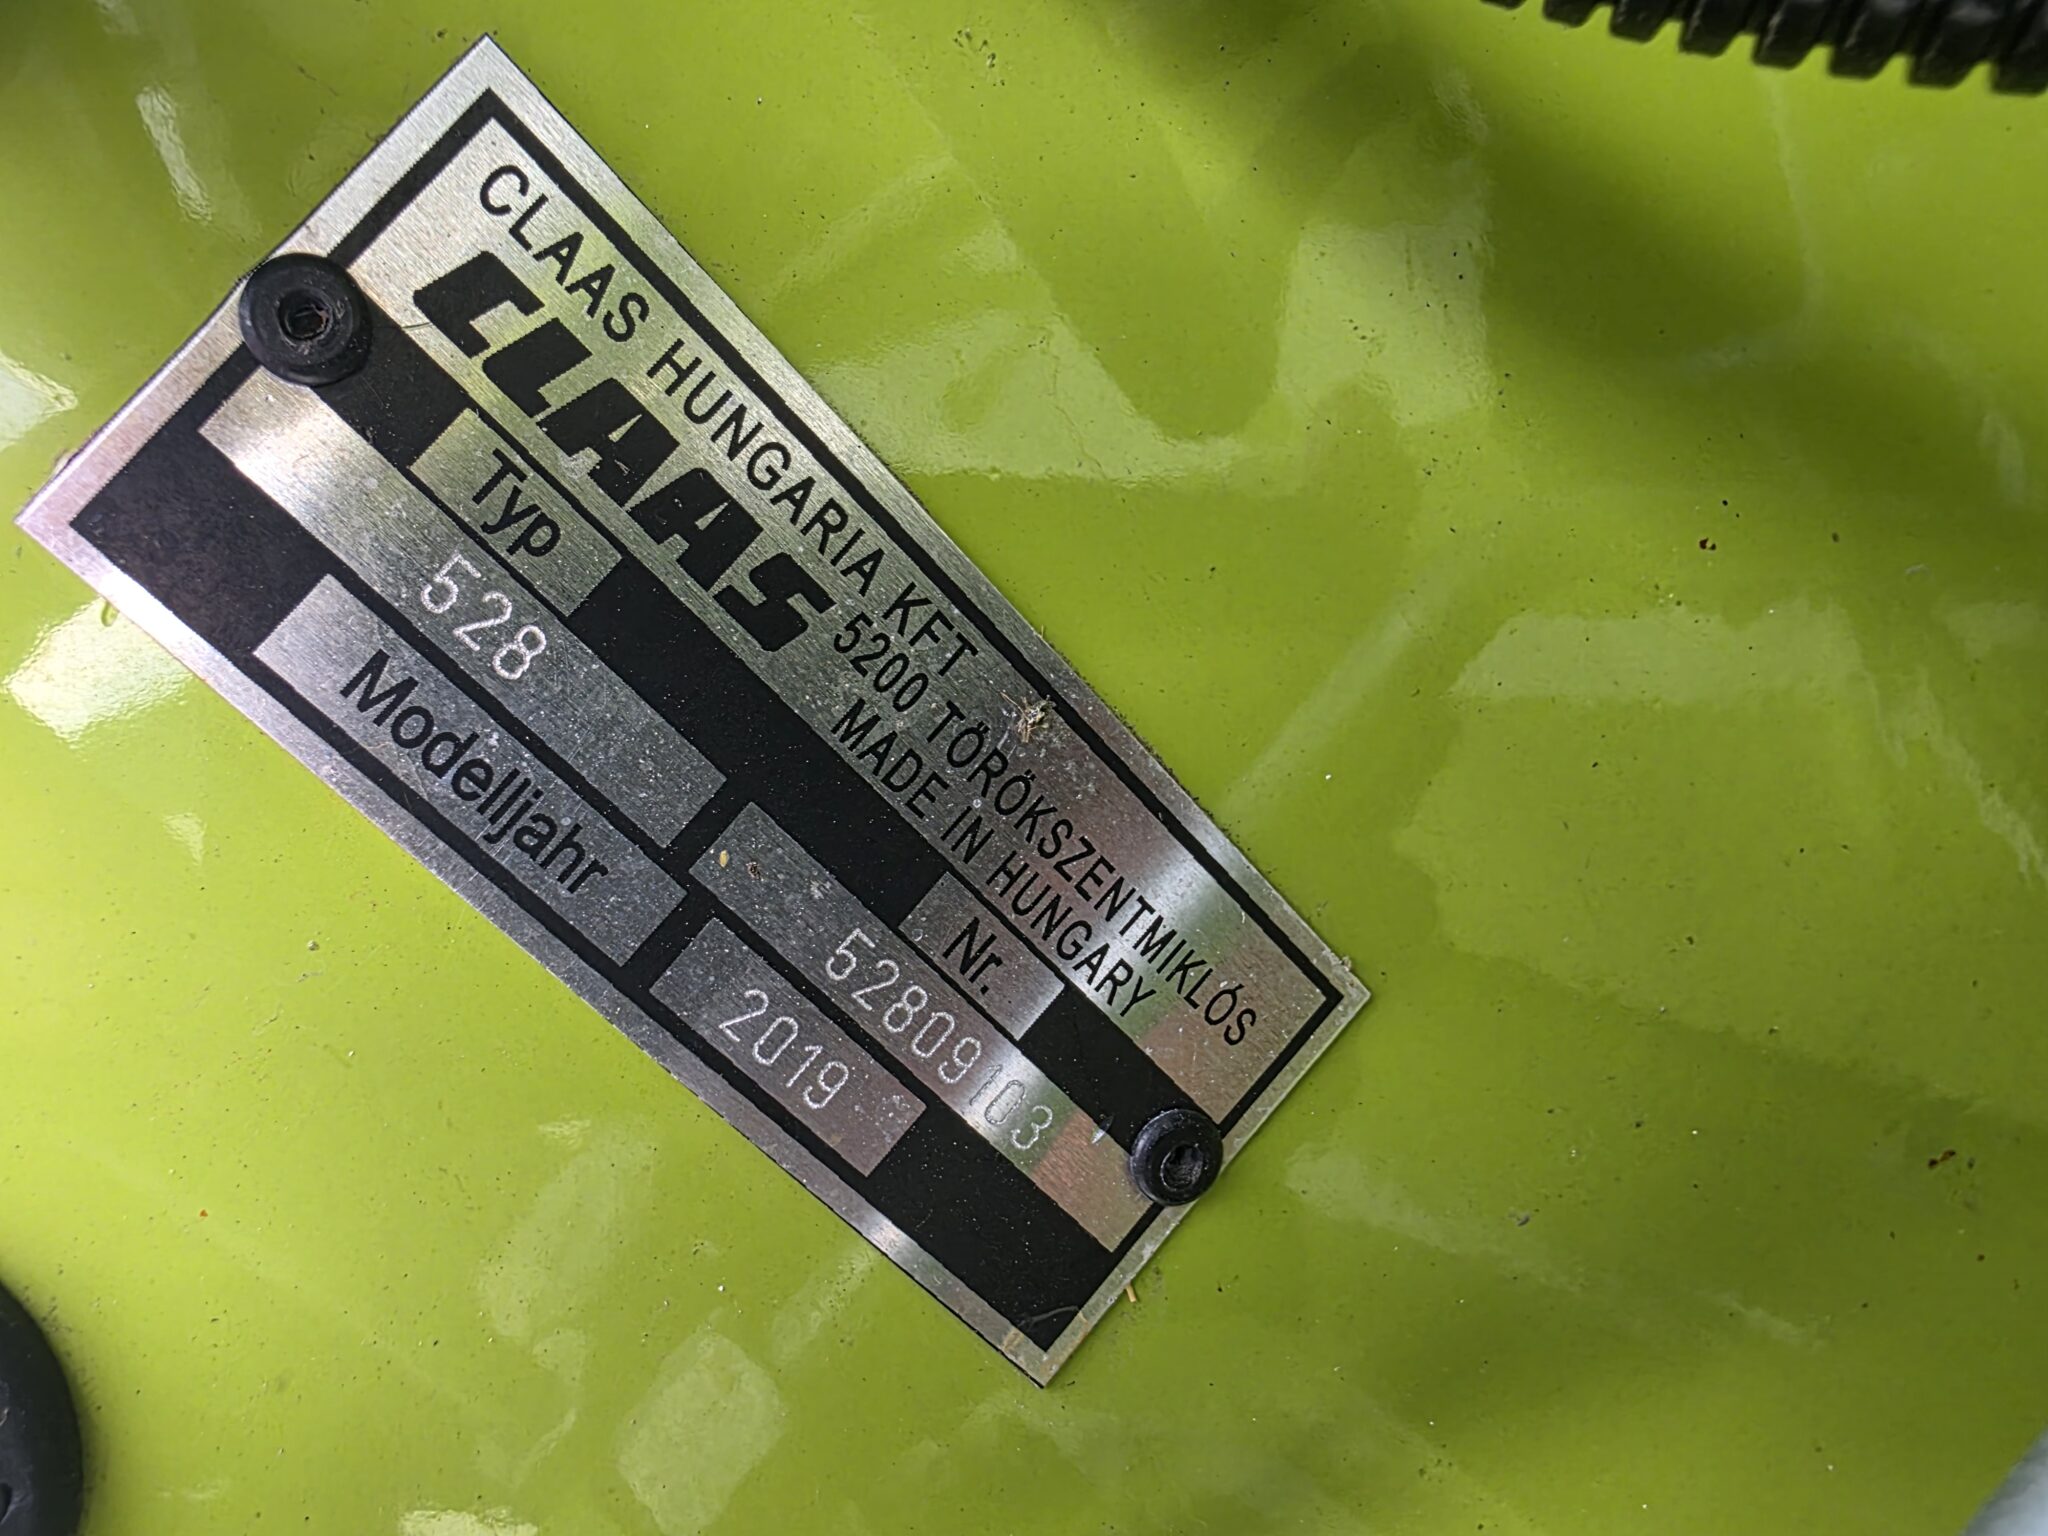 CLAAS HUNGARIA KFT
CLAAS
5200 TÖRÖKSZENTMIKLÓS
MADE IN HUNGARY
Typ
Nr.
528
52809103
Modelljahr
2019